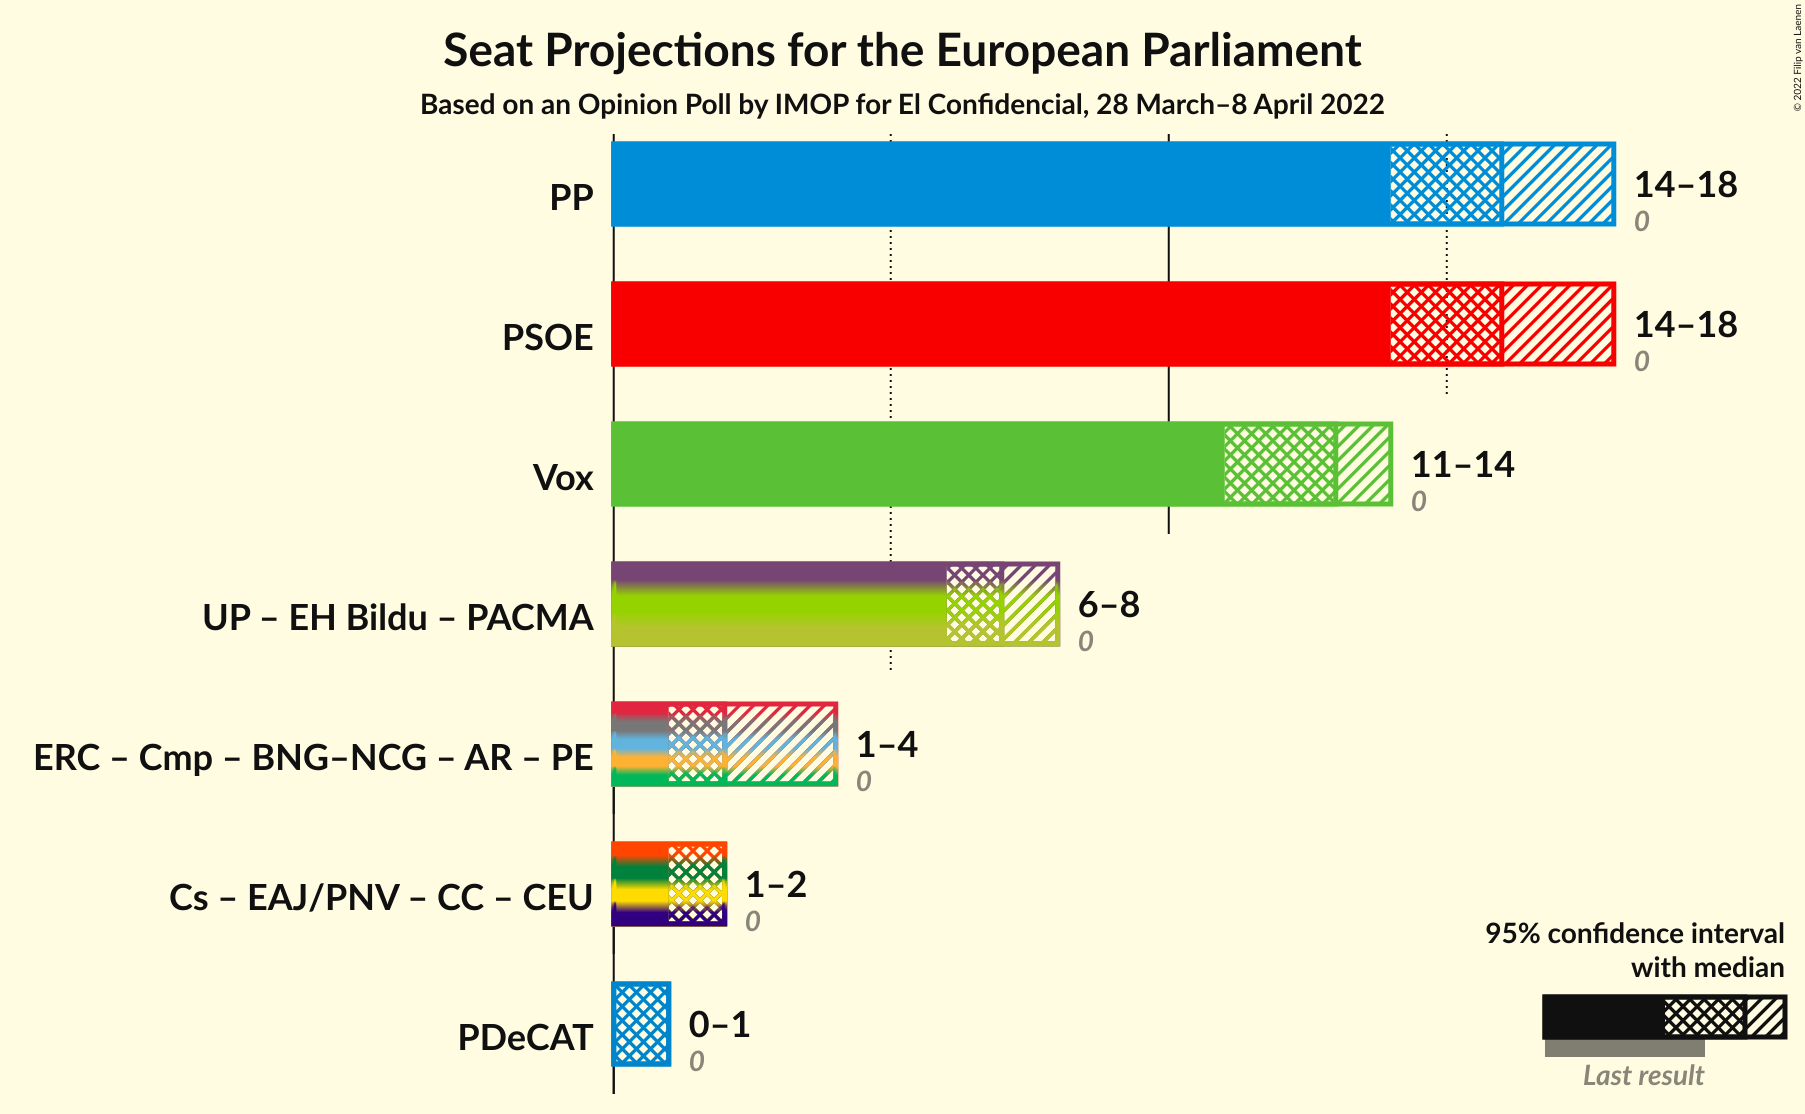 Seat Projections for the European Parliament
Based on an Opinion Poll by IMOP for El Confidencial, 28 March–8 April 2022
© 2022 Filip van Laenen
PP
14–18
0
PSOE
14–18
0
Vox
11–14
0
UP – EH Bildu – PACMA
6–8
0
ERC – Cmp – BNG–NCG – AR – PE
1–4
0
Cs – EAJ/PNV – CC – CEU
1–2
0
PDeCAT
0–1
0
95% confidence interval
with median
Last result